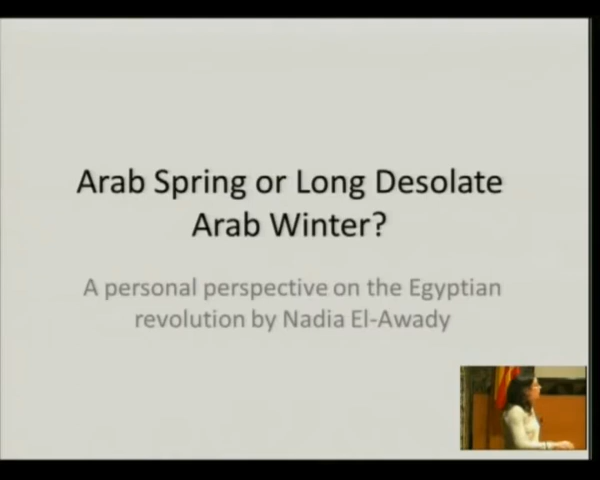 Arab Spring or Long Desolate
Arab Winter?
A personal perspective on the Egyptian
revolution by Nadia El-Awady